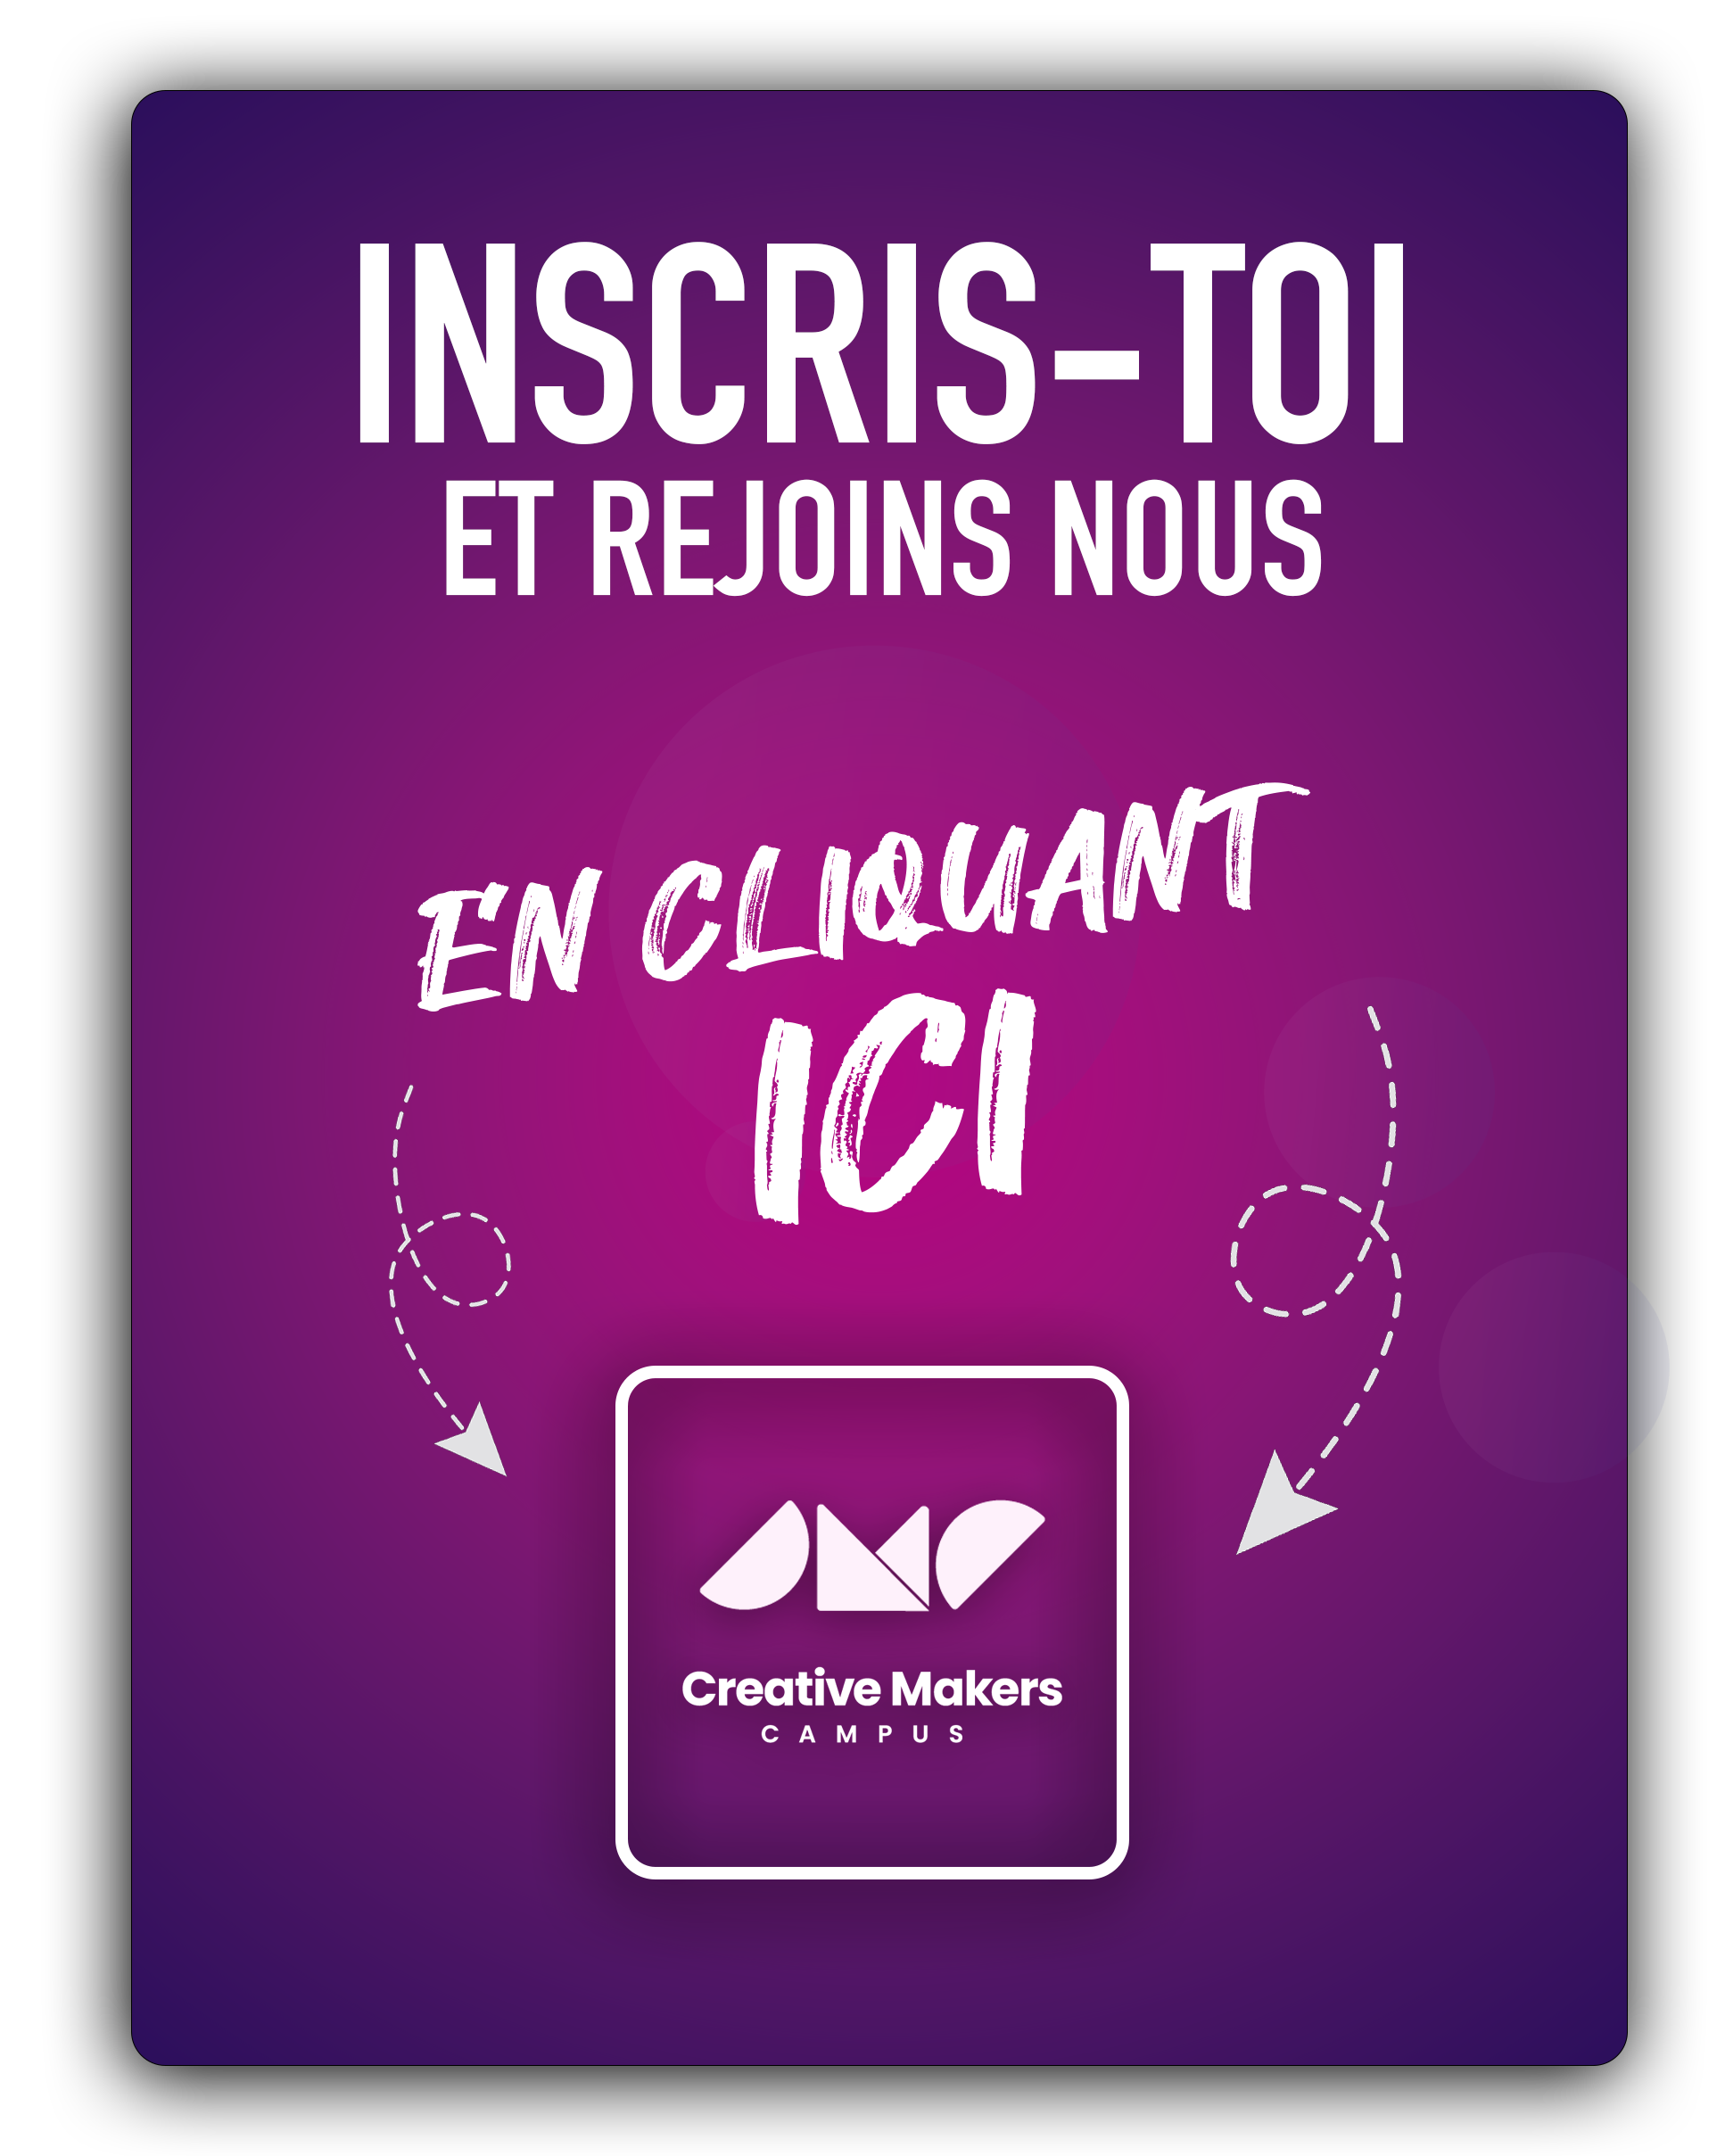 INSCRIS-TOI
ET REJOINS NOUS
EN CLIQUANT
ICI
Creative Makers
CAMPUS